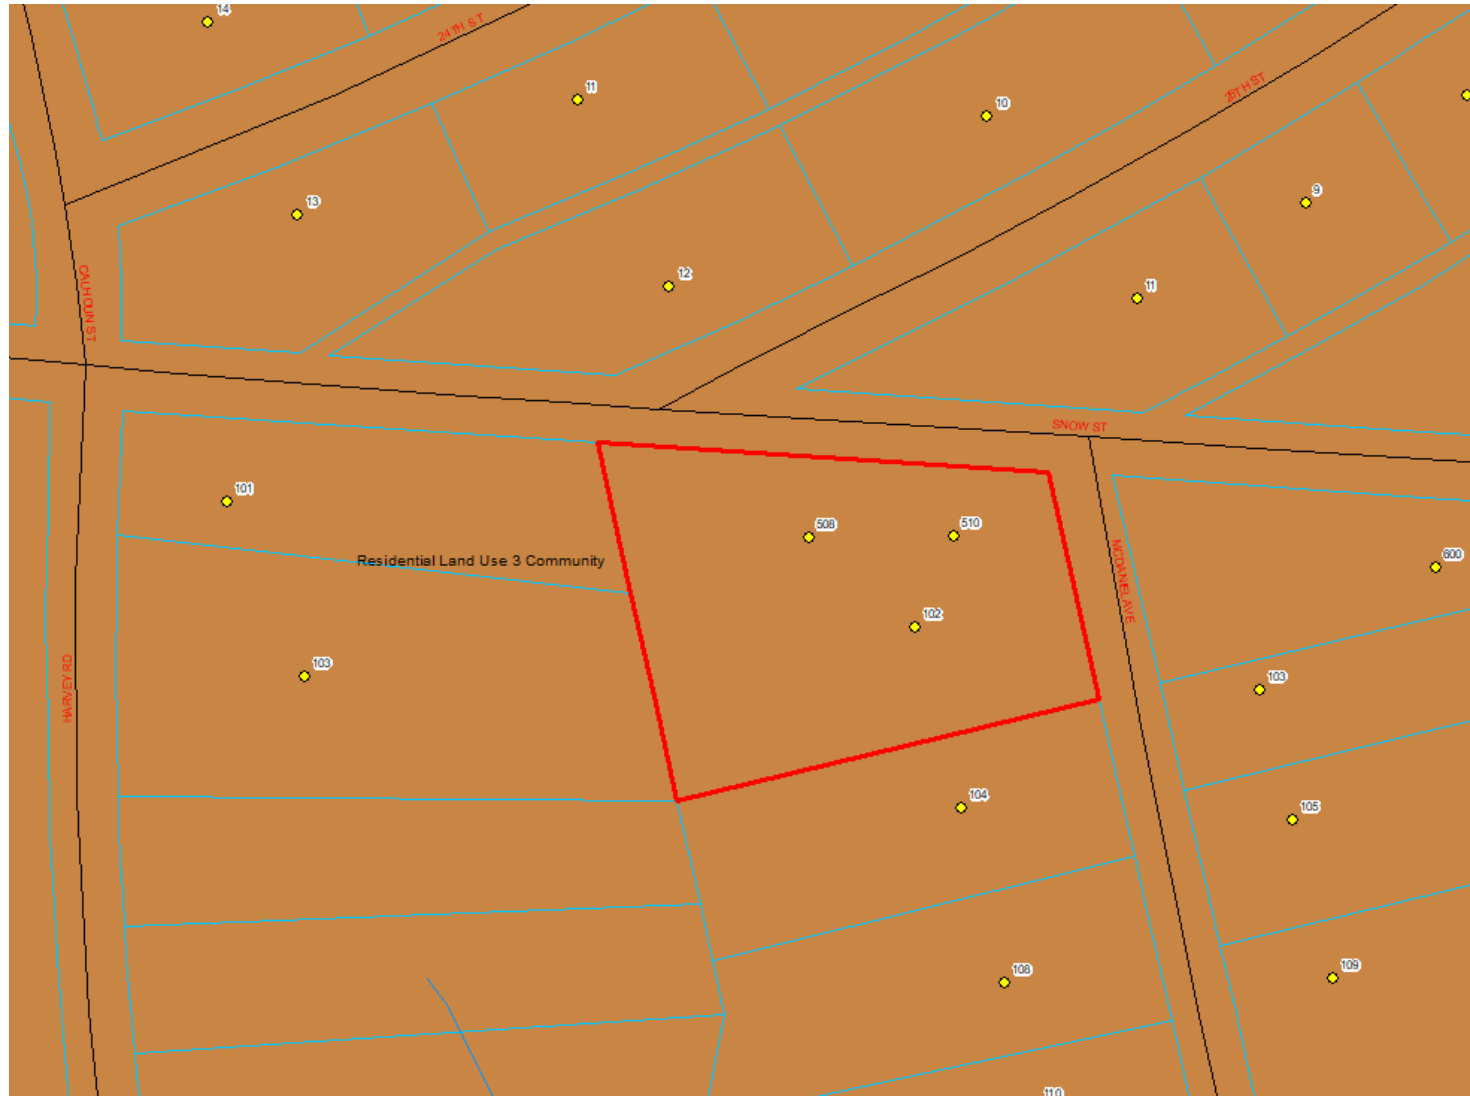 14
24TH ST
11
10
25TH ST
13
9
12
11
CALHOUN ST
SNOW ST
101
508
510
Residential Land Use 3 Community
MCDANIEL AVE
600
102
103
HARVEY RD
103
104
105
108
109
110